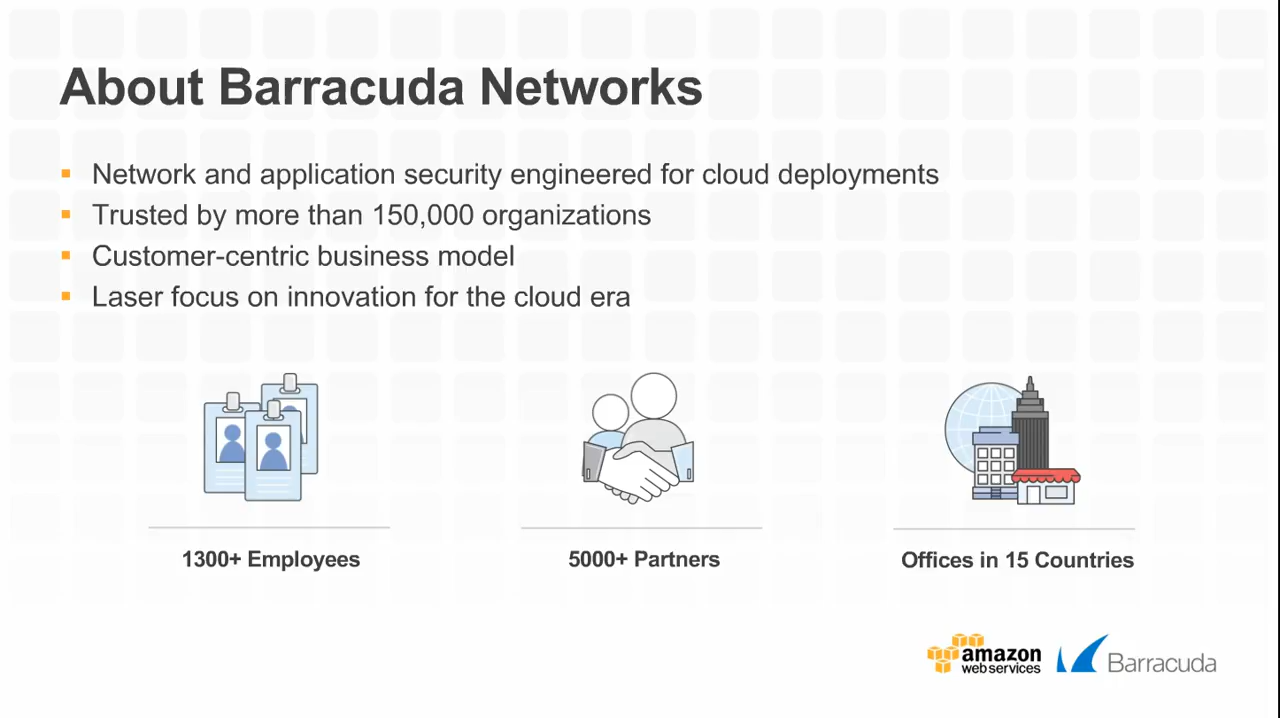 About Barracuda Networks
Network and application security engineered for cloud deployments
Trusted by more than 150,000 organizations
Customer-centric business model
Laser focus on innovation for the cloud era
1300+ Employees
5000+ Partners
Offices in 15 Countries
amazon
web services
Barracuda